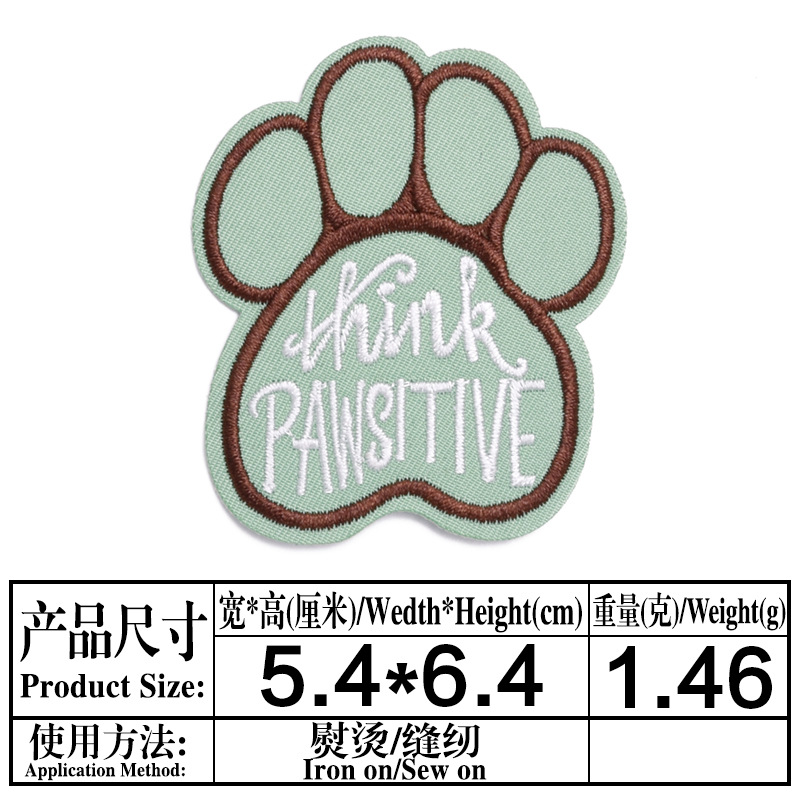 think
PAWSITIVE
产品尺寸
Product Size:
宽*高(厘米)/Wedth*Height(cm)
重量(克)/Weight(g)
5.4*6.4
1.46
使用方法:
Application Method:
熨烫/缝纫
Iron on/Sew on